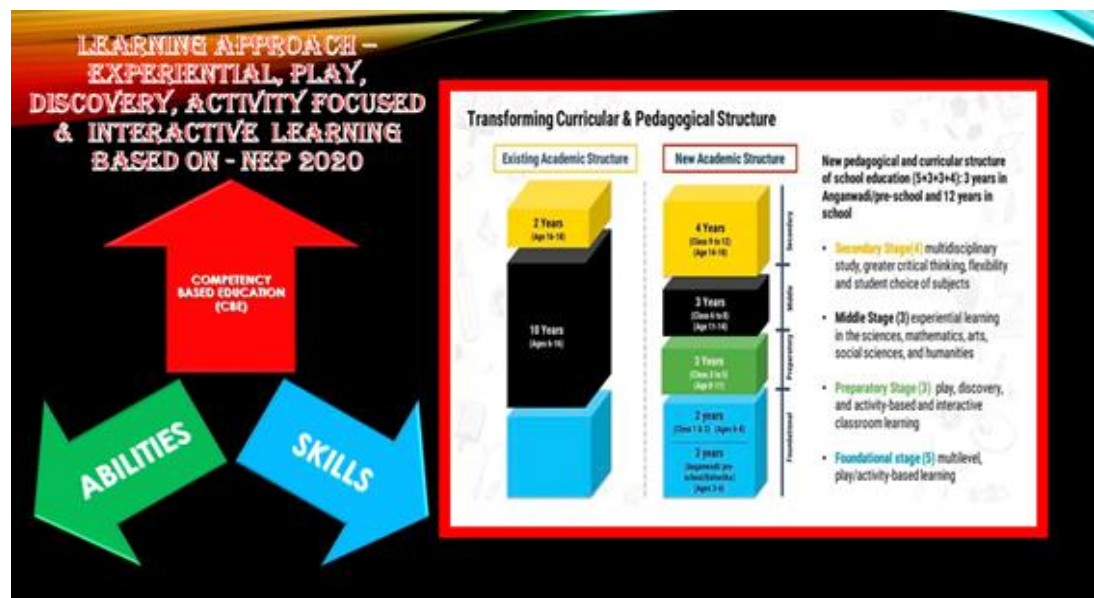 LEARNING APPROACH –
EXPERIENTIAL, PLAY,
DISCOVERY, ACTIVITY FOCUSED
& INTERACTIVE LEARNING
BASED ON - NEP 2020
COMPETENCY
BASED EDUCATION
(CBE)
ABILITIES
SKILLS
Transforming Curricular & Pedagogical Structure
Existing Academic Structure
2 Years
(Age 16-18)
10 Years
(Ages 6-16)
New Academic Structure
4 Years
(Class 9 to 12)
(Age 14-18)
3 Years
(Class 6 to 8)
(Age 11-14)
3 Years
(Class 3 to 5)
(Age 8-11)
2 years
(Class 1 & 2) (Ages 6-8)
3 years
(Anganwadi/ pre-
(Ages 3-6)
Secondary
Middle
Preparatory
Foundational
New pedagogical and curricular structure
of school education (5+3+3+4): 3 years in
Anganwadi/pre-school and 12 years in
school
• Secondary Stage(4) multidisciplinary
study, greater critical thinking, flexibility
and student choice of subjects
• Middle Stage (3) experiential learning
in the sciences, mathematics, arts,
social sciences, and humanities
• Preparatory Stage (3) play, discovery,
and activity-based and interactive
classroom learning
• Foundational stage (5) multilevel,
play/activity-based learning